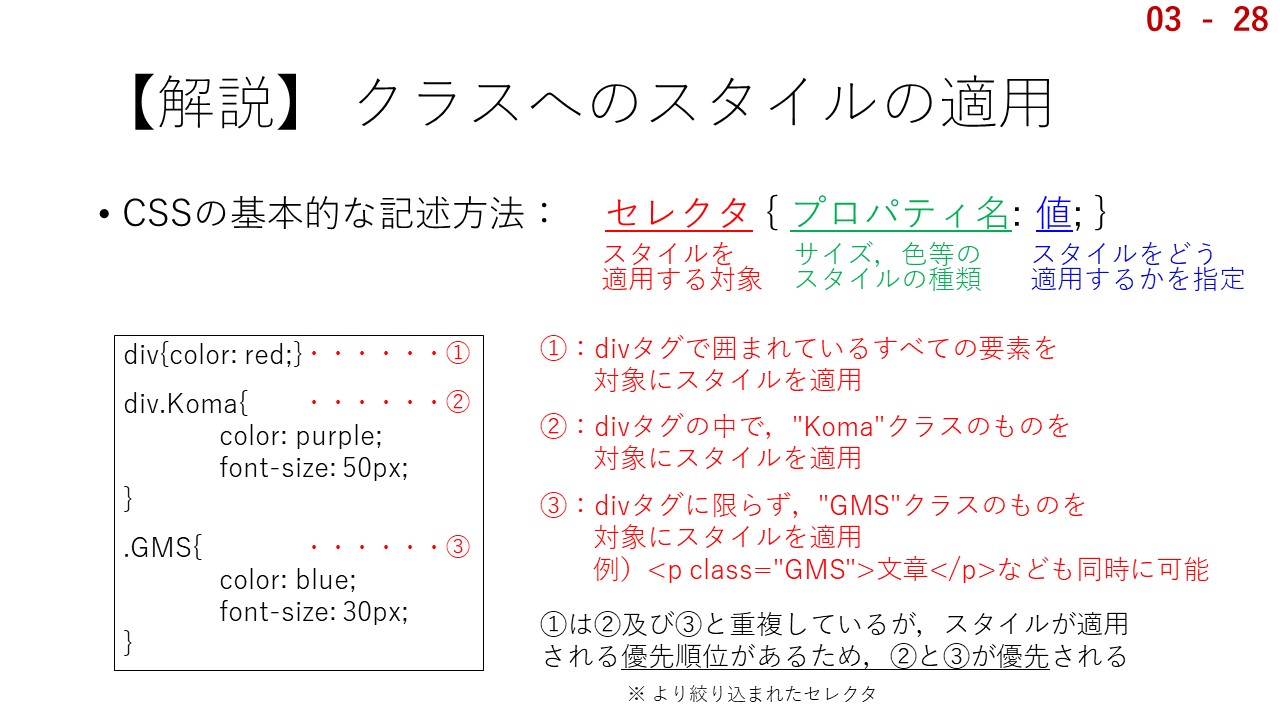 03 - 28
【解説】 クラスへのスタイルの適用
• CSSの基本的な記述方法： セレクタ { プロパティ名: 値; }
スタイルを サイズ，色等の スタイルをどう
適用する対象 スタイルの種類 適用するかを指定
div{color: red;}・・・・・・①
div.Koma{ ・・・・・・②
color: purple;
font-size: 50px;
}
.GMS{ ・・・・・・③
color: blue;
font-size: 30px;
}
①：divタグで囲まれているすべての要素を
対象にスタイルを適用
②：divタグの中で，"Koma"クラスのものを
対象にスタイルを適用
③：divタグに限らず，"GMS"クラスのものを
対象にスタイルを適用
例）<p class="GMS">文章</p>なども同時に可能
①は②及び③と重複しているが，スタイルが適用
される優先順位があるため，②と③が優先される
※ より絞り込まれたセレクタ